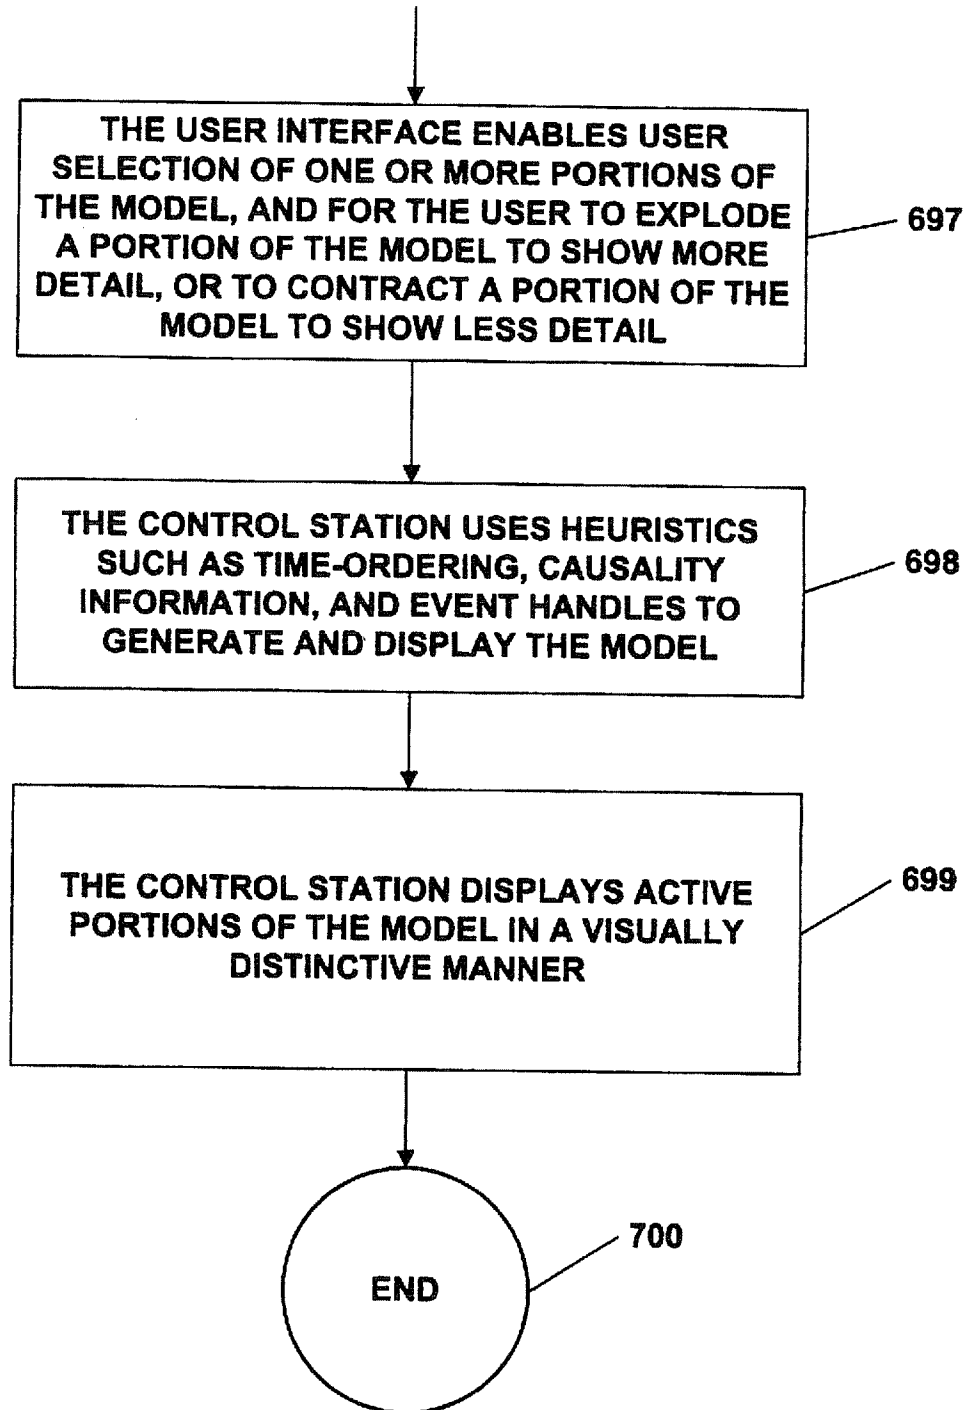 THE USER INTERFACE ENABLES USER
SELECTION OF ONE OR MORE PORTIONS OF
THE MODEL, AND FOR THE USER TO EXPLODE
A PORTION OF THE MODEL TO SHOW MORE
DETAIL, OR TO CONTRACT A PORTION OF THE
MODEL TO SHOW LESS DETAIL
697
THE CONTROL STATION USES HEURISTICS
SUCH AS TIME-ORDERING, CAUSALITY
INFORMATION, AND EVENT HANDLES TO
GENERATE AND DISPLAY THE MODEL
698
THE CONTROL STATION DISPLAYS ACTIVE
PORTIONS OF THE MODEL IN A VISUALLY
DISTINCTIVE MANNER
699
END
700